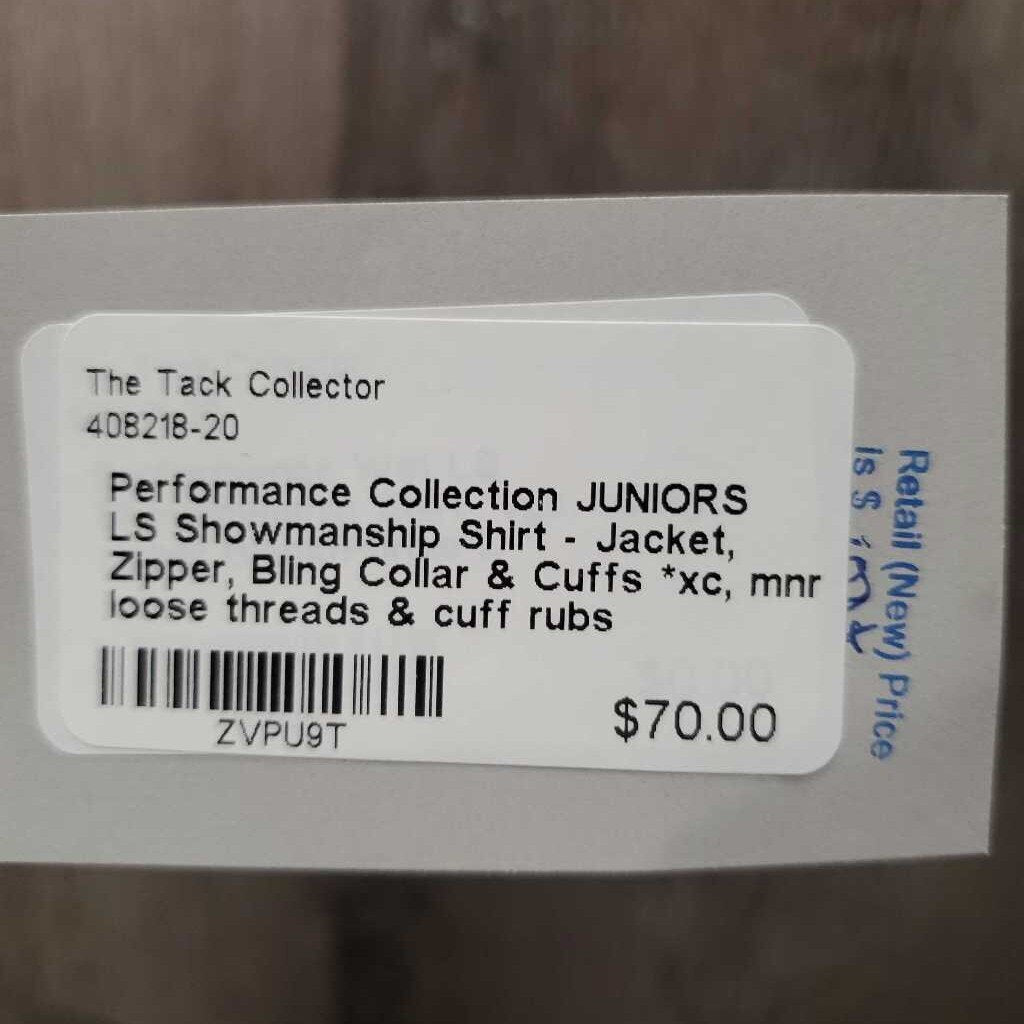 The Tack Collector
408218-20
Performance Collection JUNIORS
LS Showmanship Shirt - Jacket,
Zipper, Bling Collar & Cuffs *xc, mnr
loose threads & cuff rubs
ZVPU9T
$70.00
Retail (New) Price
Is $